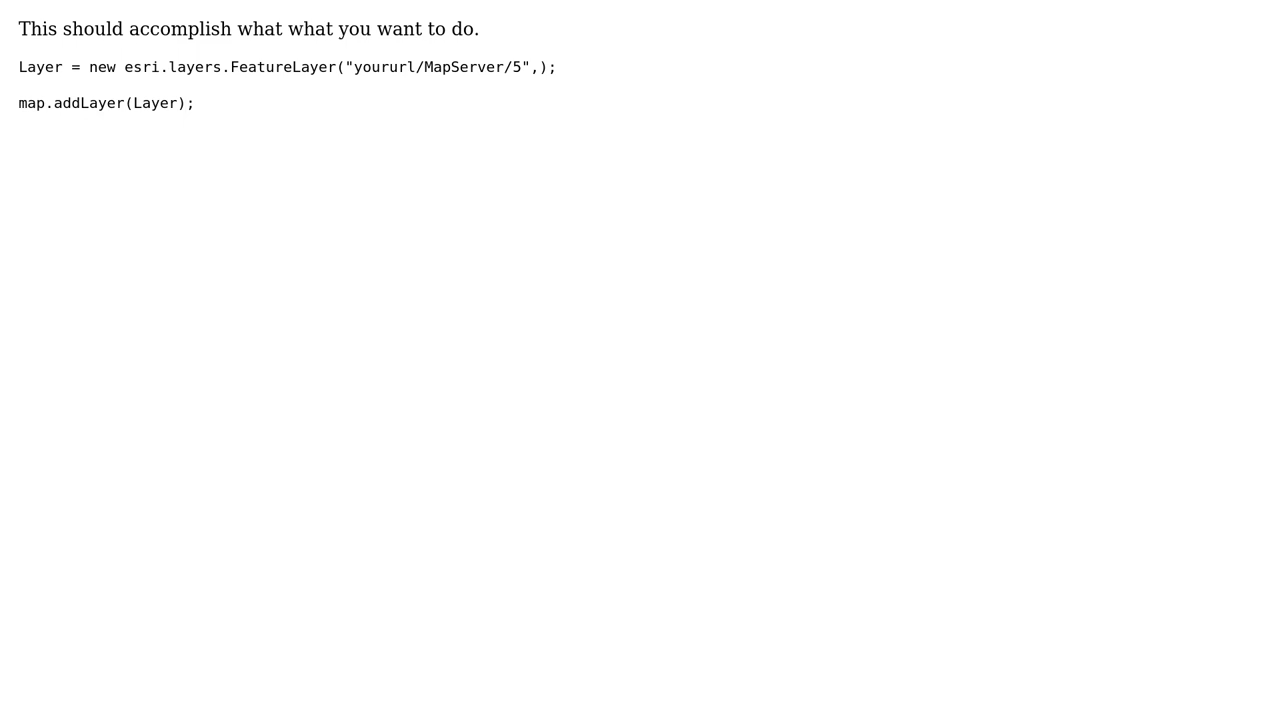 This should accomplish what what you want to do.
Layer = new esri.layers.FeatureLayer("yoururl/MapServer/5",);
map.addLayer(Layer);